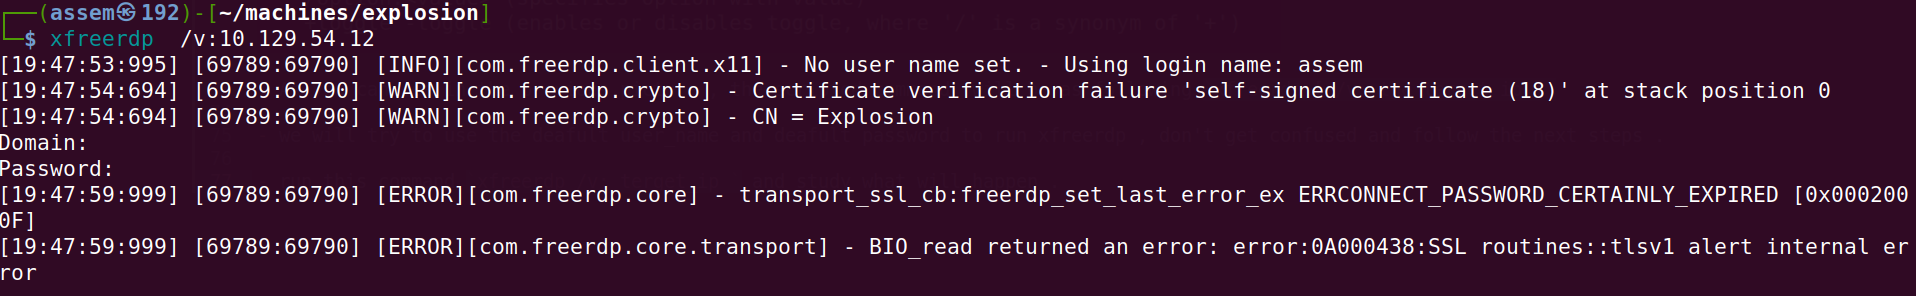 (assem㉿192)-[~/machines/explosion]
$ xfreerdp  /v:10.129.54.12
[19:47:53:995] [69789:69790] [INFO][com.freerdp.client.x11] - No user name set. - Using login name: assem
[19:47:54:694] [69789:69790] [WARN][com.freerdp.crypto] - Certificate verification failure 'self-signed certificate (18)' at stack position 0
[19:47:54:694] [69789:69790] [WARN][com.freerdp.crypto] - CN = Explosion
Domain:
Password:
[19:47:59:999] [69789:69790] [ERROR][com.freerdp.core] - transport_ssl_cb:freerdp_set_last_error_ex ERRCONNECT_PASSWORD_CERTAINLY_EXPIRED [0x000200
0F]
[19:47:59:999] [69789:69790] [ERROR][com.freerdp.core.transport] - BIO_read returned an error: error:0A000438:SSL routines::tlsv1 alert internal er
ror